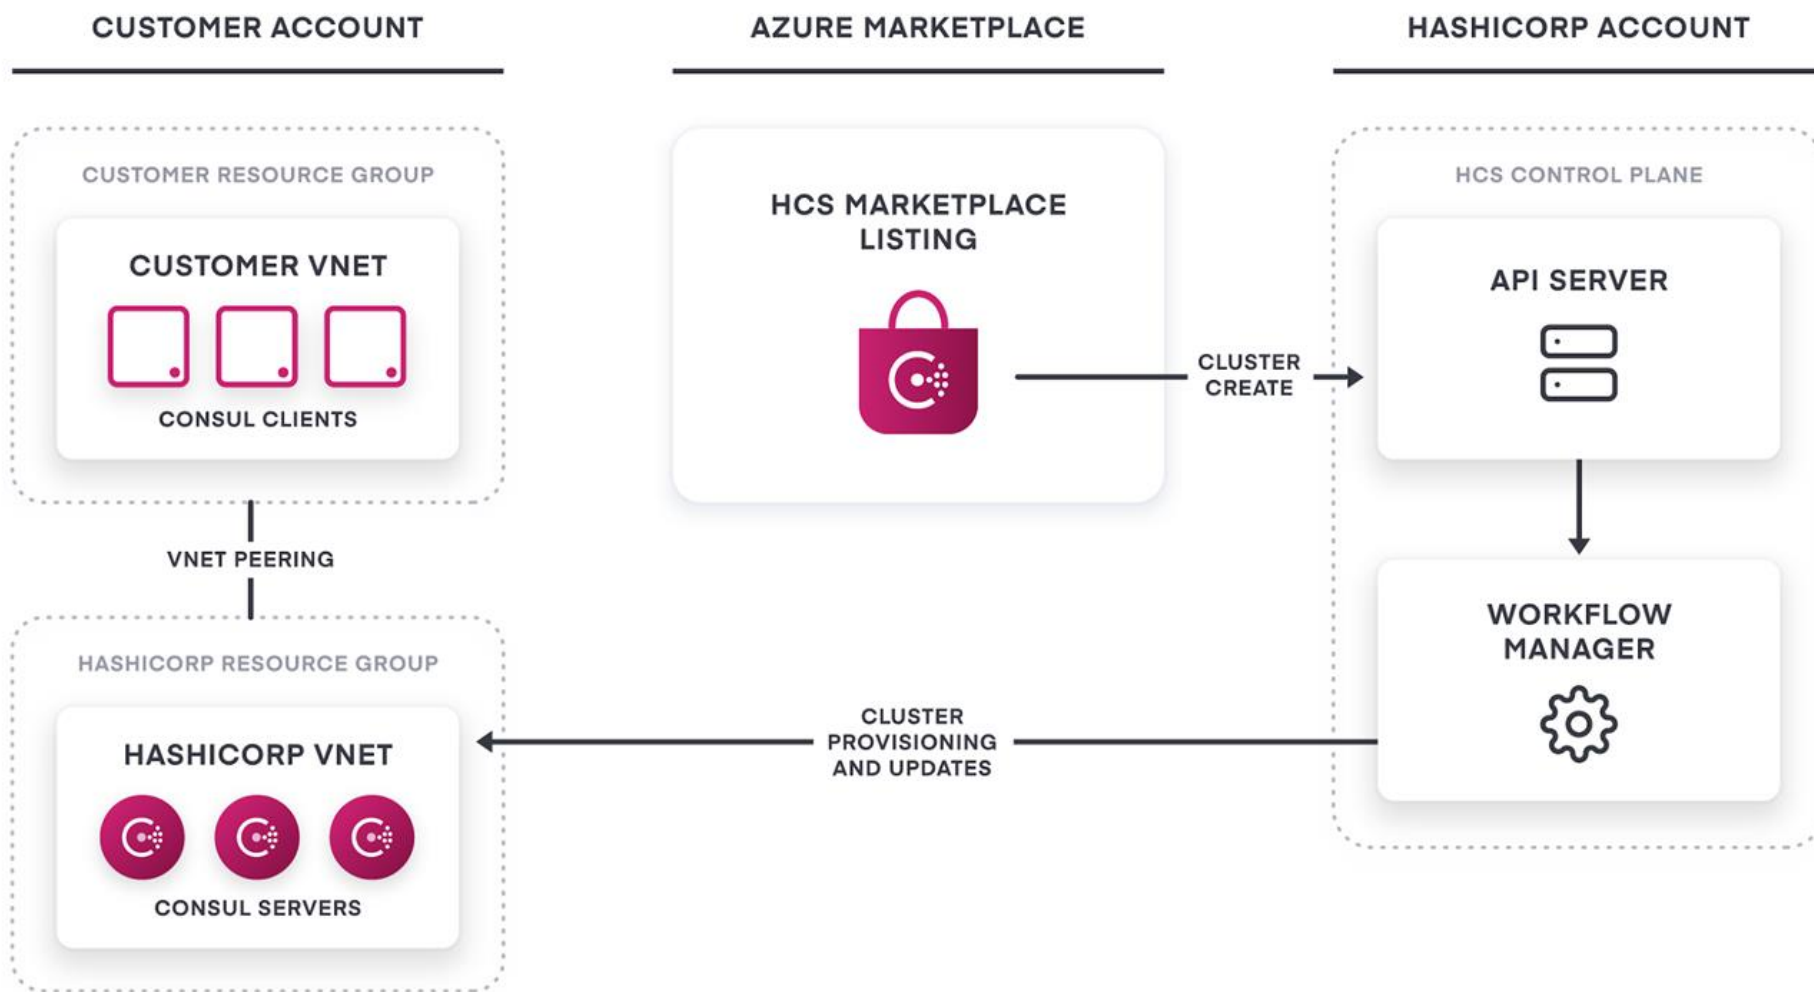 CUSTOMER ACCOUNT
AZURE MARKETPLACE
HASHICORP ACCOUNT
CUSTOMER RESOURCE GROUP
CUSTOMER VNET
CONSUL CLIENTS
VNET PEERING
HASHICORP RESOURCE GROUP
HASHICORP VNET
CONSUL SERVERS
HCS MARKETPLACE
LISTING
CLUSTER
CREATE
HCS CONTROL PLANE
API SERVER
WORKFLOW
MANAGER
CLUSTER
PROVISIONING
AND UPDATES